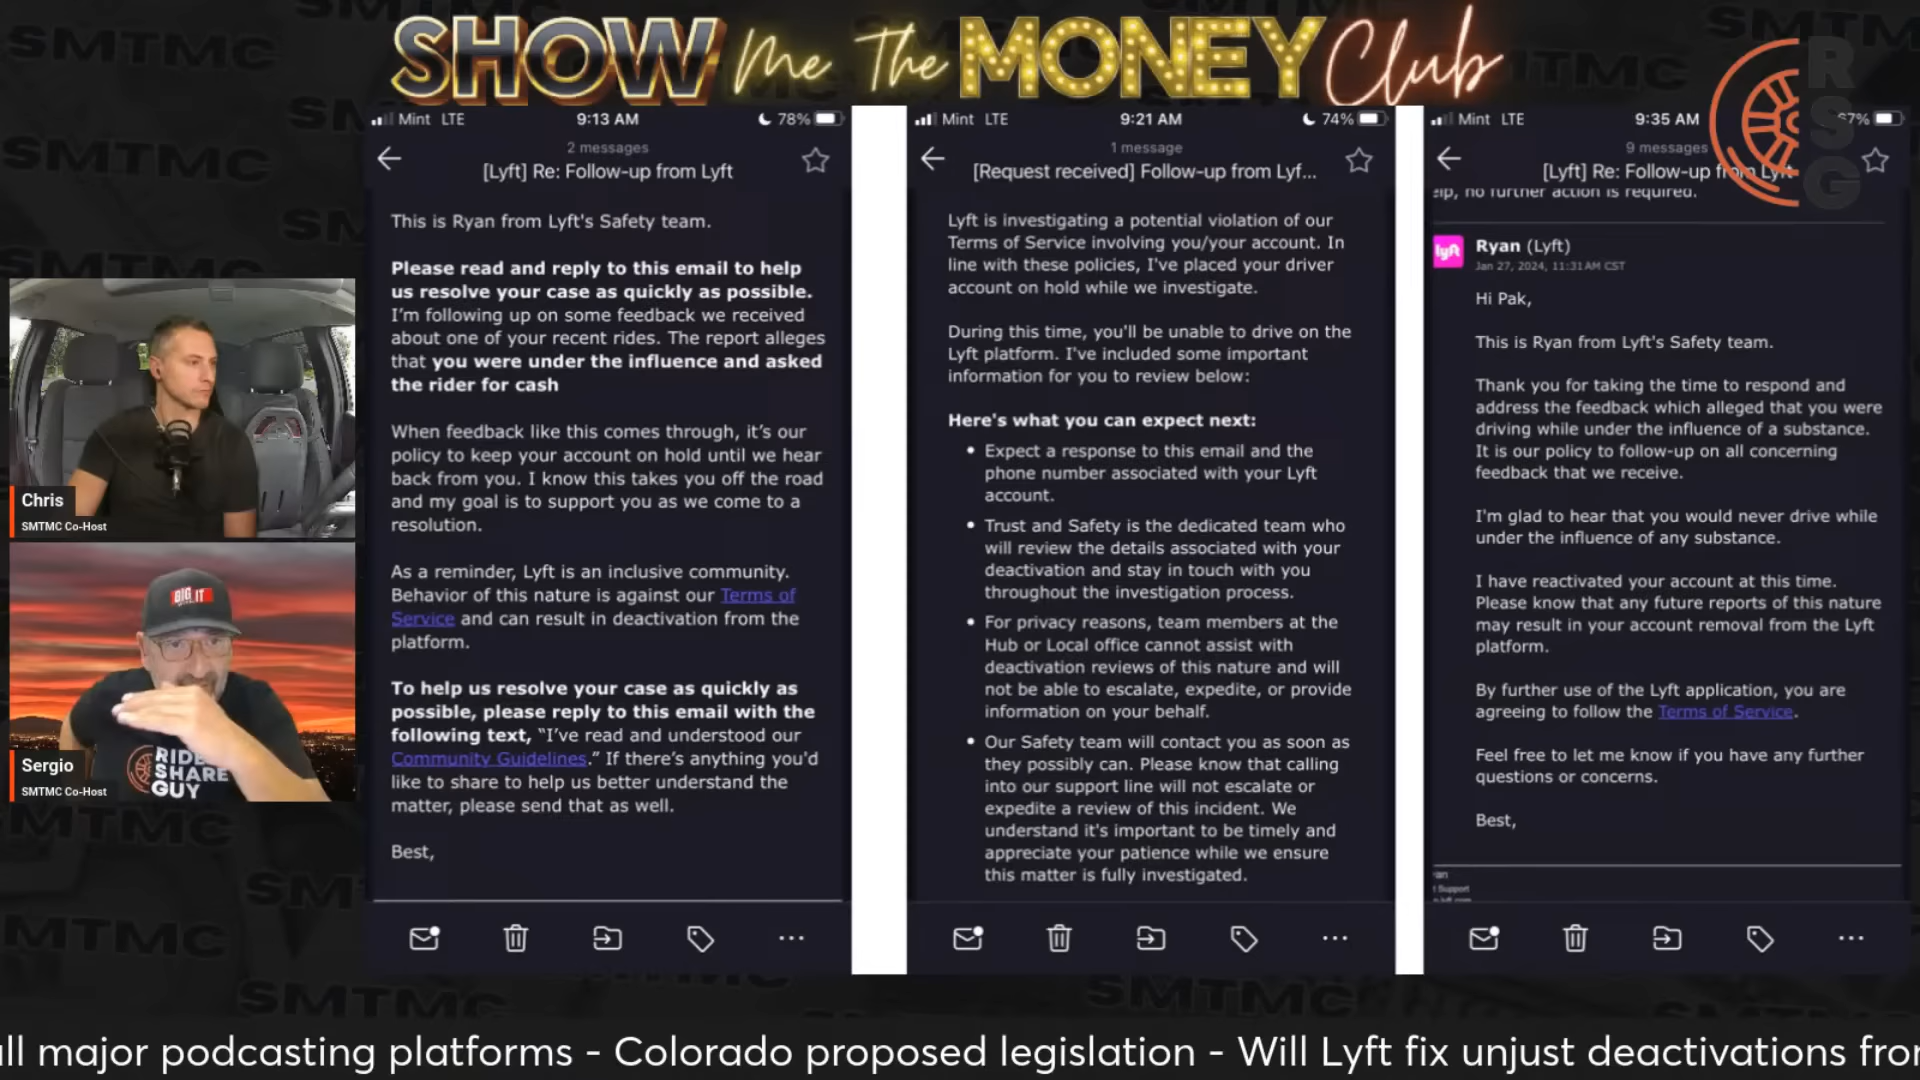 SHOW Me The MONEY Club
RSG
Mint LTE
9:13 AM
78%
2 messages
[Lyft] Re: Follow-up from Lyft
This is Ryan from Lyft's Safety team.
Please read and reply to this email to help
us resolve your case as quickly as possible.
I'm following up on some feedback we received
about one of your recent rides. The report alleges
that you were under the influence and asked
the rider for cash
When feedback like this comes through, it's our
policy to keep your account on hold until we hear
back from you. I know this takes you off the road
and my goal is to support you as we come to a
resolution.
As a reminder, Lyft is an inclusive community.
Behavior of this nature is against our Terms of
Service and can result in deactivation from the
platform.
To help us resolve your case as quickly as
possible, please reply to this email with the
following text, “I've read and understood our
Community Guidelines.” If there's anything you'd
like to share to help us better understand the
matter, please send that as well.
Best,
Mint LTE
9:21 AM
74%
1 message
[Request received] Follow-up from Lyf...
Lyft is investigating a potential violation of our
Terms of Service involving you/your account. In
line with these policies, I've placed your driver
account on hold while we investigate.
During this time, you'll be unable to drive on the
Lyft platform. I've included some important
information for you to review below:
Here's what you can expect next:
• Expect a response to this email and the
phone number associated with your Lyft
account.
• Trust and Safety is the dedicated team who
will review the details associated with your
deactivation and stay in touch with you
throughout the investigation process.
• For privacy reasons, team members at the
Hub or Local office cannot assist with
deactivation reviews of this nature and will
not be able to escalate, expedite, or provide
information on your behalf.
• Our Safety team will contact you as soon as
they possibly can. Please know that calling
into our support line will not escalate or
expedite a review of this incident. We
understand it's important to be timely and
appreciate your patience while we ensure
this matter is fully investigated.
Mint LTE
9:35 AM
67%
9 messages
[Lyft] Re: Follow-up from Lyft
elp, no further action is required.
lyft
Ryan (Lyft)
Jan 27, 2024, 11:31 AM CST
Hi Pak,
This is Ryan from Lyft's Safety team.
Thank you for taking the time to respond and
address the feedback which alleged that you were
driving while under the influence of a substance.
It is our policy to follow-up on all concerning
feedback that we receive.
I'm glad to hear that you would never drive while
under the influence of any substance.
I have reactivated your account at this time.
Please know that any future reports of this nature
may result in your account removal from the Lyft
platform.
By further use of the Lyft application, you are
agreeing to follow the Terms of Service.
Feel free to let me know if you have any further
questions or concerns.
Best,
Support
Chris
SMTMC Co-Host
RIDE
SHARE
GUY
Sergio
SMTMC Co-Host
SMTMC
all major podcasting platforms - Colorado proposed legislation - Will Lyft fix unjust deactivations fro